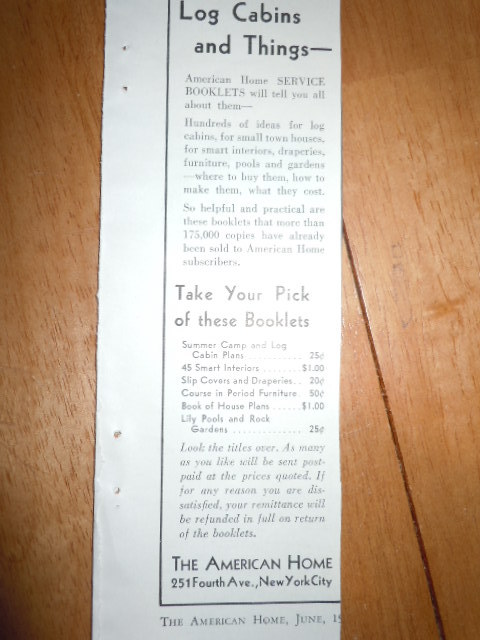 Log Cabins
and Things—
American Home SERVICE
BOOKLETS will tell you all
about them—
Hundreds of ideas for log
cabins, for small town houses,
for smart interiors, draperies,
furniture, pools and gardens
—where to buy them, how to
make them, what they cost.
So helpful and practical are
these booklets that more than
175,000 copies have already
been sold to American Home
subscribers.
Take Your Pick
of these Booklets
Summer Camp and Log
Cabin Plans ........... 25¢
45 Smart Interiors ....... $1.00
Slip Covers and Draperies.. 20¢
Course in Period Furniture. 50¢
Book of House Plans ..... $1.00
Lily Pools and Rock
Gardens .............. 25¢
Look the titles over. As many
as you like will be sent post-
paid at the prices quoted. If
for any reason you are dis-
satisfied, your remittance will
be refunded in full on return
of the booklets.
THE AMERICAN HOME
251 Fourth Ave., New York City
THE AMERICAN HOME, JUNE,